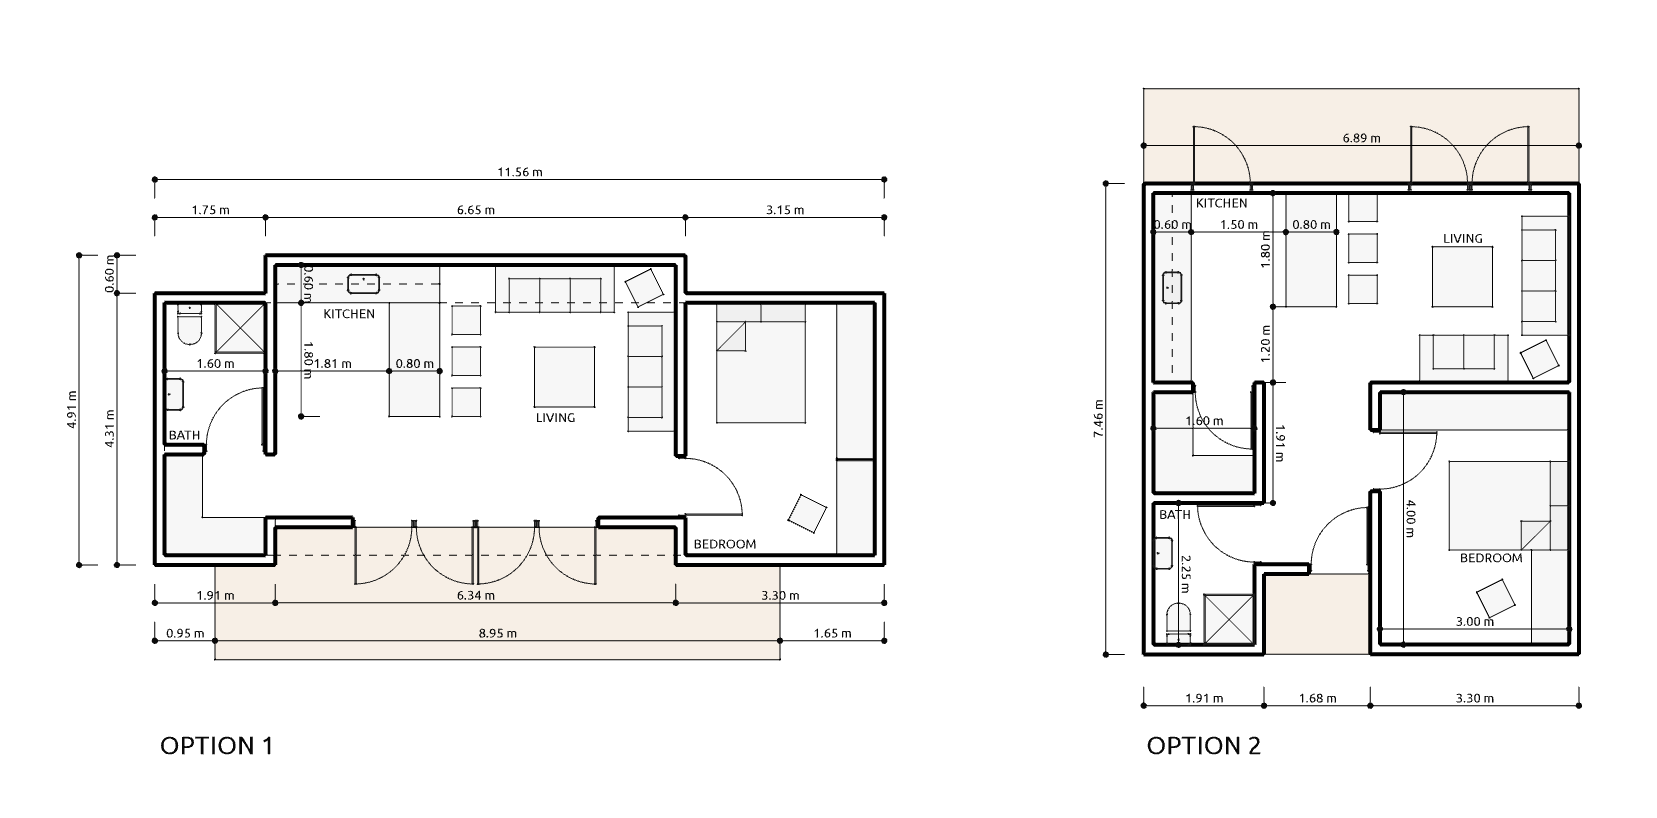 11.56 m
1.75 m
6.65 m
3.15 m
0.60 m
4.91 m
4.31 m
0.60 m
KITCHEN
1.60 m
1.81 m
1.80 m
0.80 m
LIVING
BATH
BEDROOM
1.91 m
6.34 m
3.30 m
0.95 m
8.95 m
1.65 m
OPTION 1
6.89 m
KITCHEN
0.60 m
1.50 m
1.80 m
0.80 m
LIVING
1.20 m
7.46 m
1.60 m
1.91 m
BATH
4.00 m
2.25 m
BEDROOM
3.00 m
1.91 m
1.68 m
3.30 m
OPTION 2